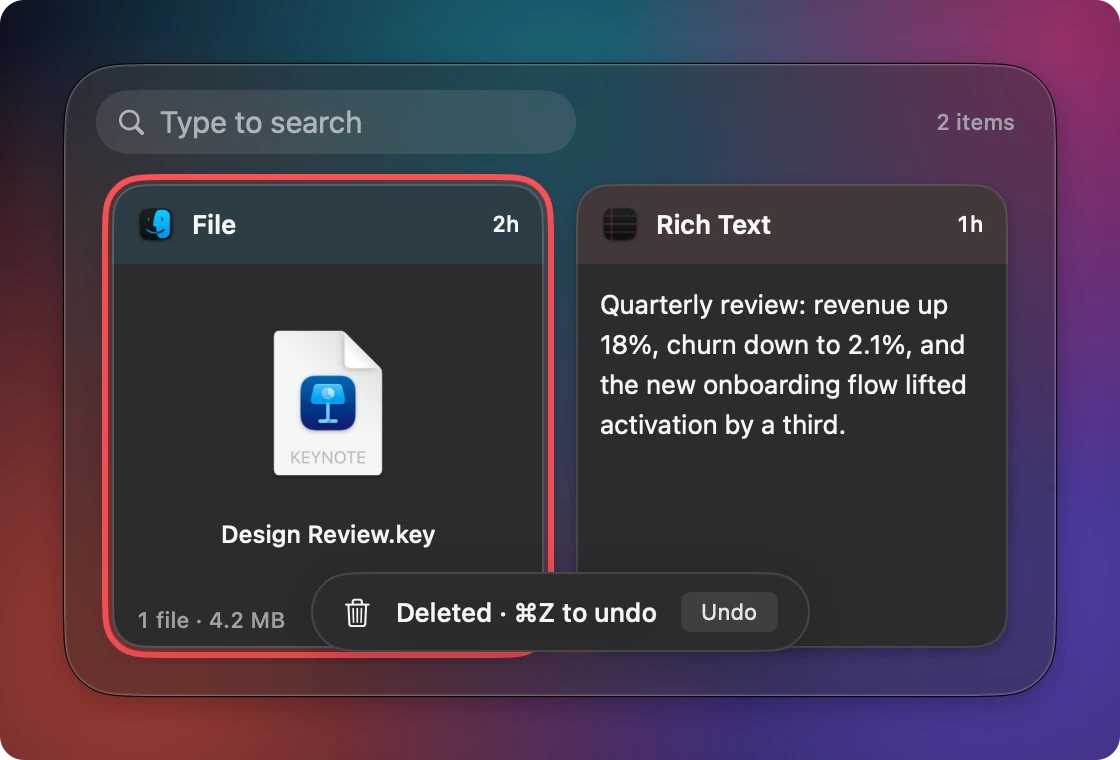 Type to search
2 items
File
2h
KEYNOTE
Design Review.key
1 file · 4.2 MB
Rich Text
1h
Quarterly review: revenue up
18%, churn down to 2.1%, and
the new onboarding flow lifted
activation by a third.
Deleted · ⌘Z to undo
Undo